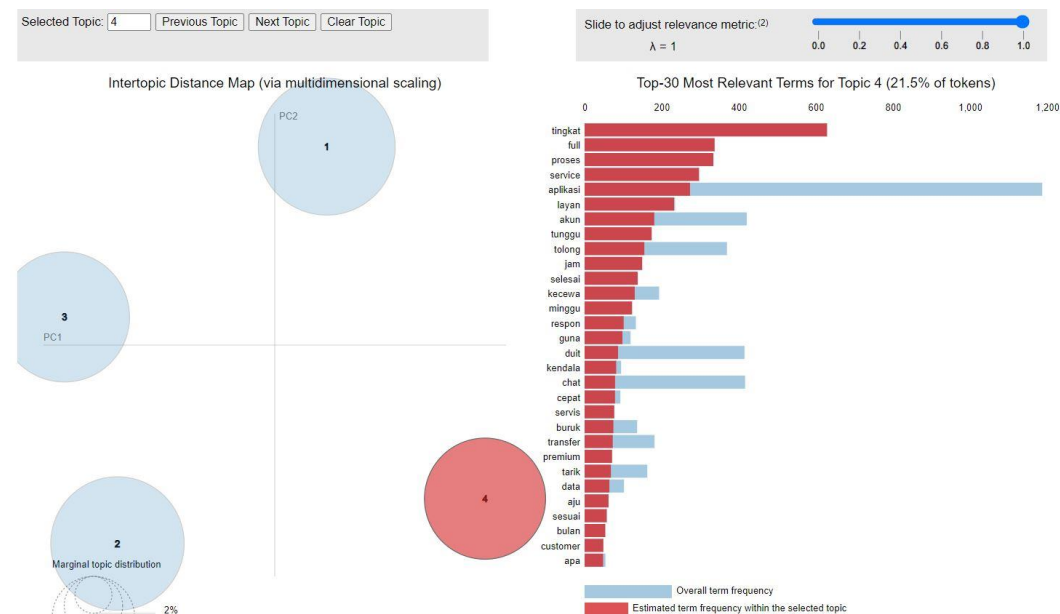 Selected Topic: 4 Previous Topic Next Topic Clear Topic
Slide to adjust relevance metric:(2)
λ = 1
0.0 0.2 0.4 0.6 0.8 1.0
Intertopic Distance Map (via multidimensional scaling)
PC2
1
3
PC1
4
2
Marginal topic distribution
2%
Top-30 Most Relevant Terms for Topic 4 (21.5% of tokens)
0 200 400 600 800 1,000 1,200
tingkat
full
proses
service
aplikasi
layan
akun
tunggu
tolong
jam
selesai
kecewa
minggu
respon
guna
duit
kendala
chat
cepat
servis
buruk
transfer
premium
tarik
data
aju
sesuai
bulan
customer
apa
Overall term frequency
Estimated term frequency within the selected topic